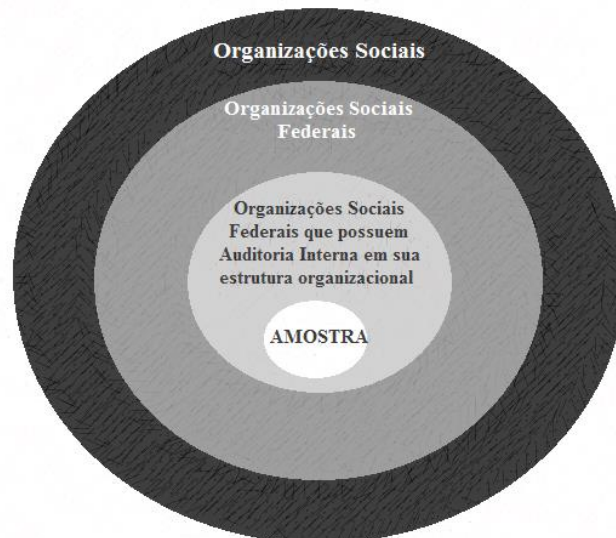 Organizações Sociais
Organizações Sociais
Federais
Organizações Sociais
Federais que possuem
Auditoria Interna em sua
estrutura organizacional
AMOSTRA